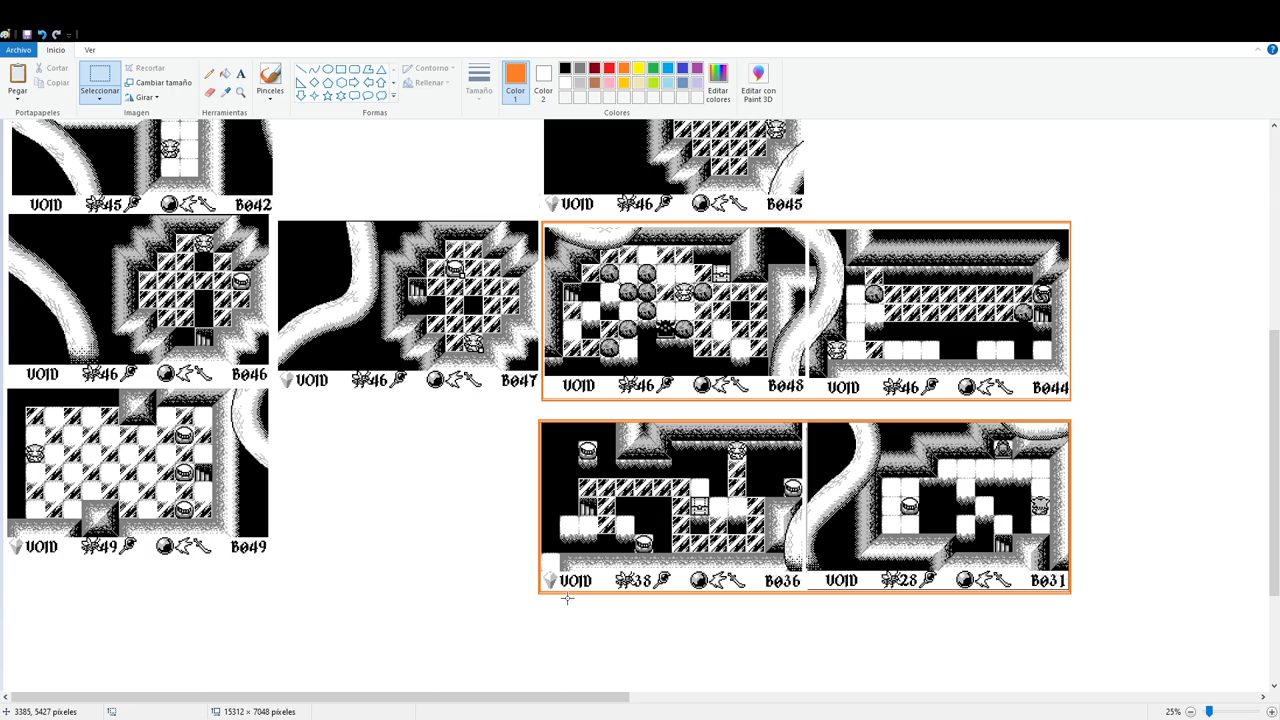 Archivo Inicio Ver
Pegar
Cortar
Copiar
Portapapeles
Seleccionar
Recortar
Cambiar tamaño
Girar
Imagen
A
Herramientas
Pinceles
Contorno
Rellenar
Formas
Tamaño
Color 1
Color 2
Editar colores
Colores
Editar con Paint 3D
VOID 45 B042
VOID 46 B045
VOID 46 B046
VOID 46 B047
VOID 46 B048
VOID 46 B044
VOID 49 B049
VOID 38 B036
VOID 28 B031
3385, 5427 píxeles 15312 × 7048 píxeles 25%